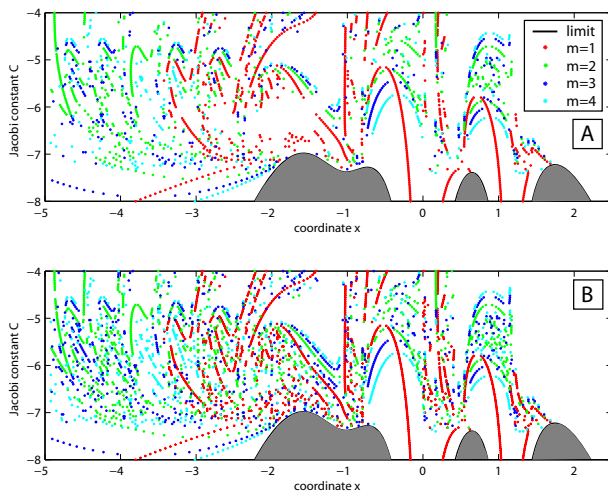 -4
-5
-6
-7
-8
Jacobi constant C
limit
m=1
m=2
m=3
m=4
A
-5 -4 -3 -2 -1 0 1 2
coordinate x
-4
-5
-6
-7
-8
Jacobi constant C
B
-5 -4 -3 -2 -1 0 1 2
coordinate x